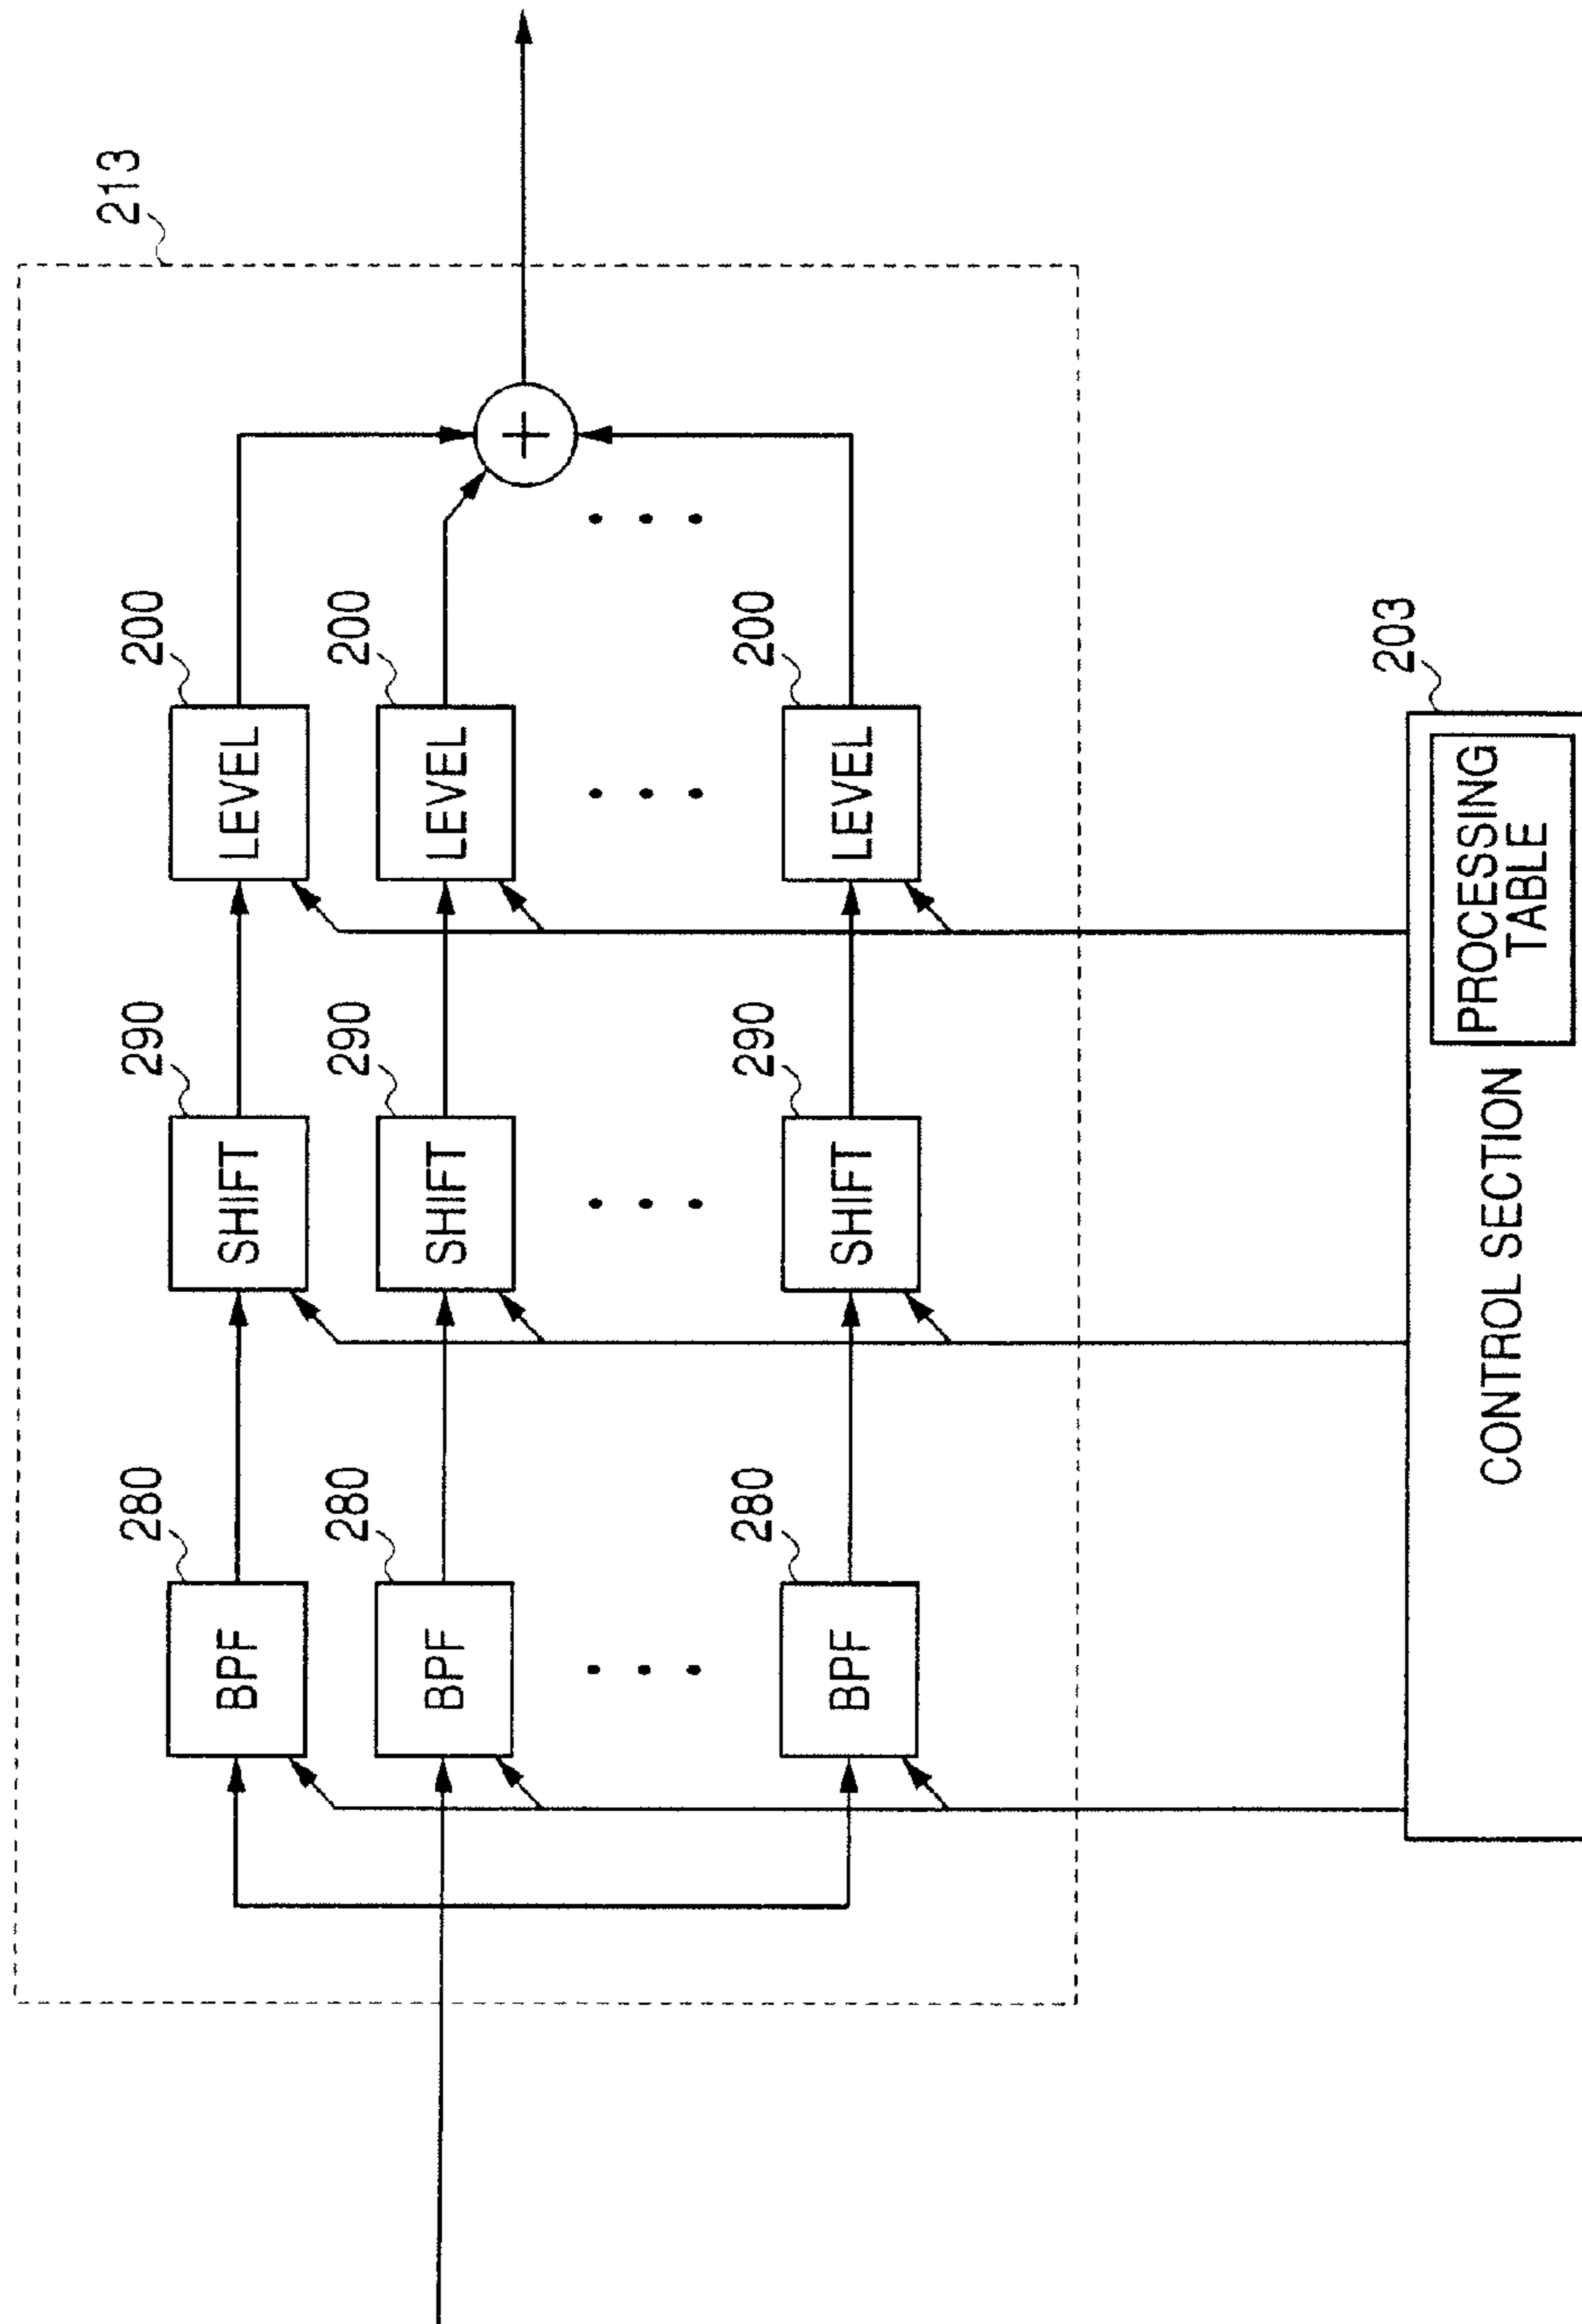 213
280
290
200
BPF
SHIFT
LEVEL
+
280
290
200
BPF
SHIFT
LEVEL
280
290
200
BPF
SHIFT
LEVEL
203
CONTROL SECTION
PROCESSING
TABLE